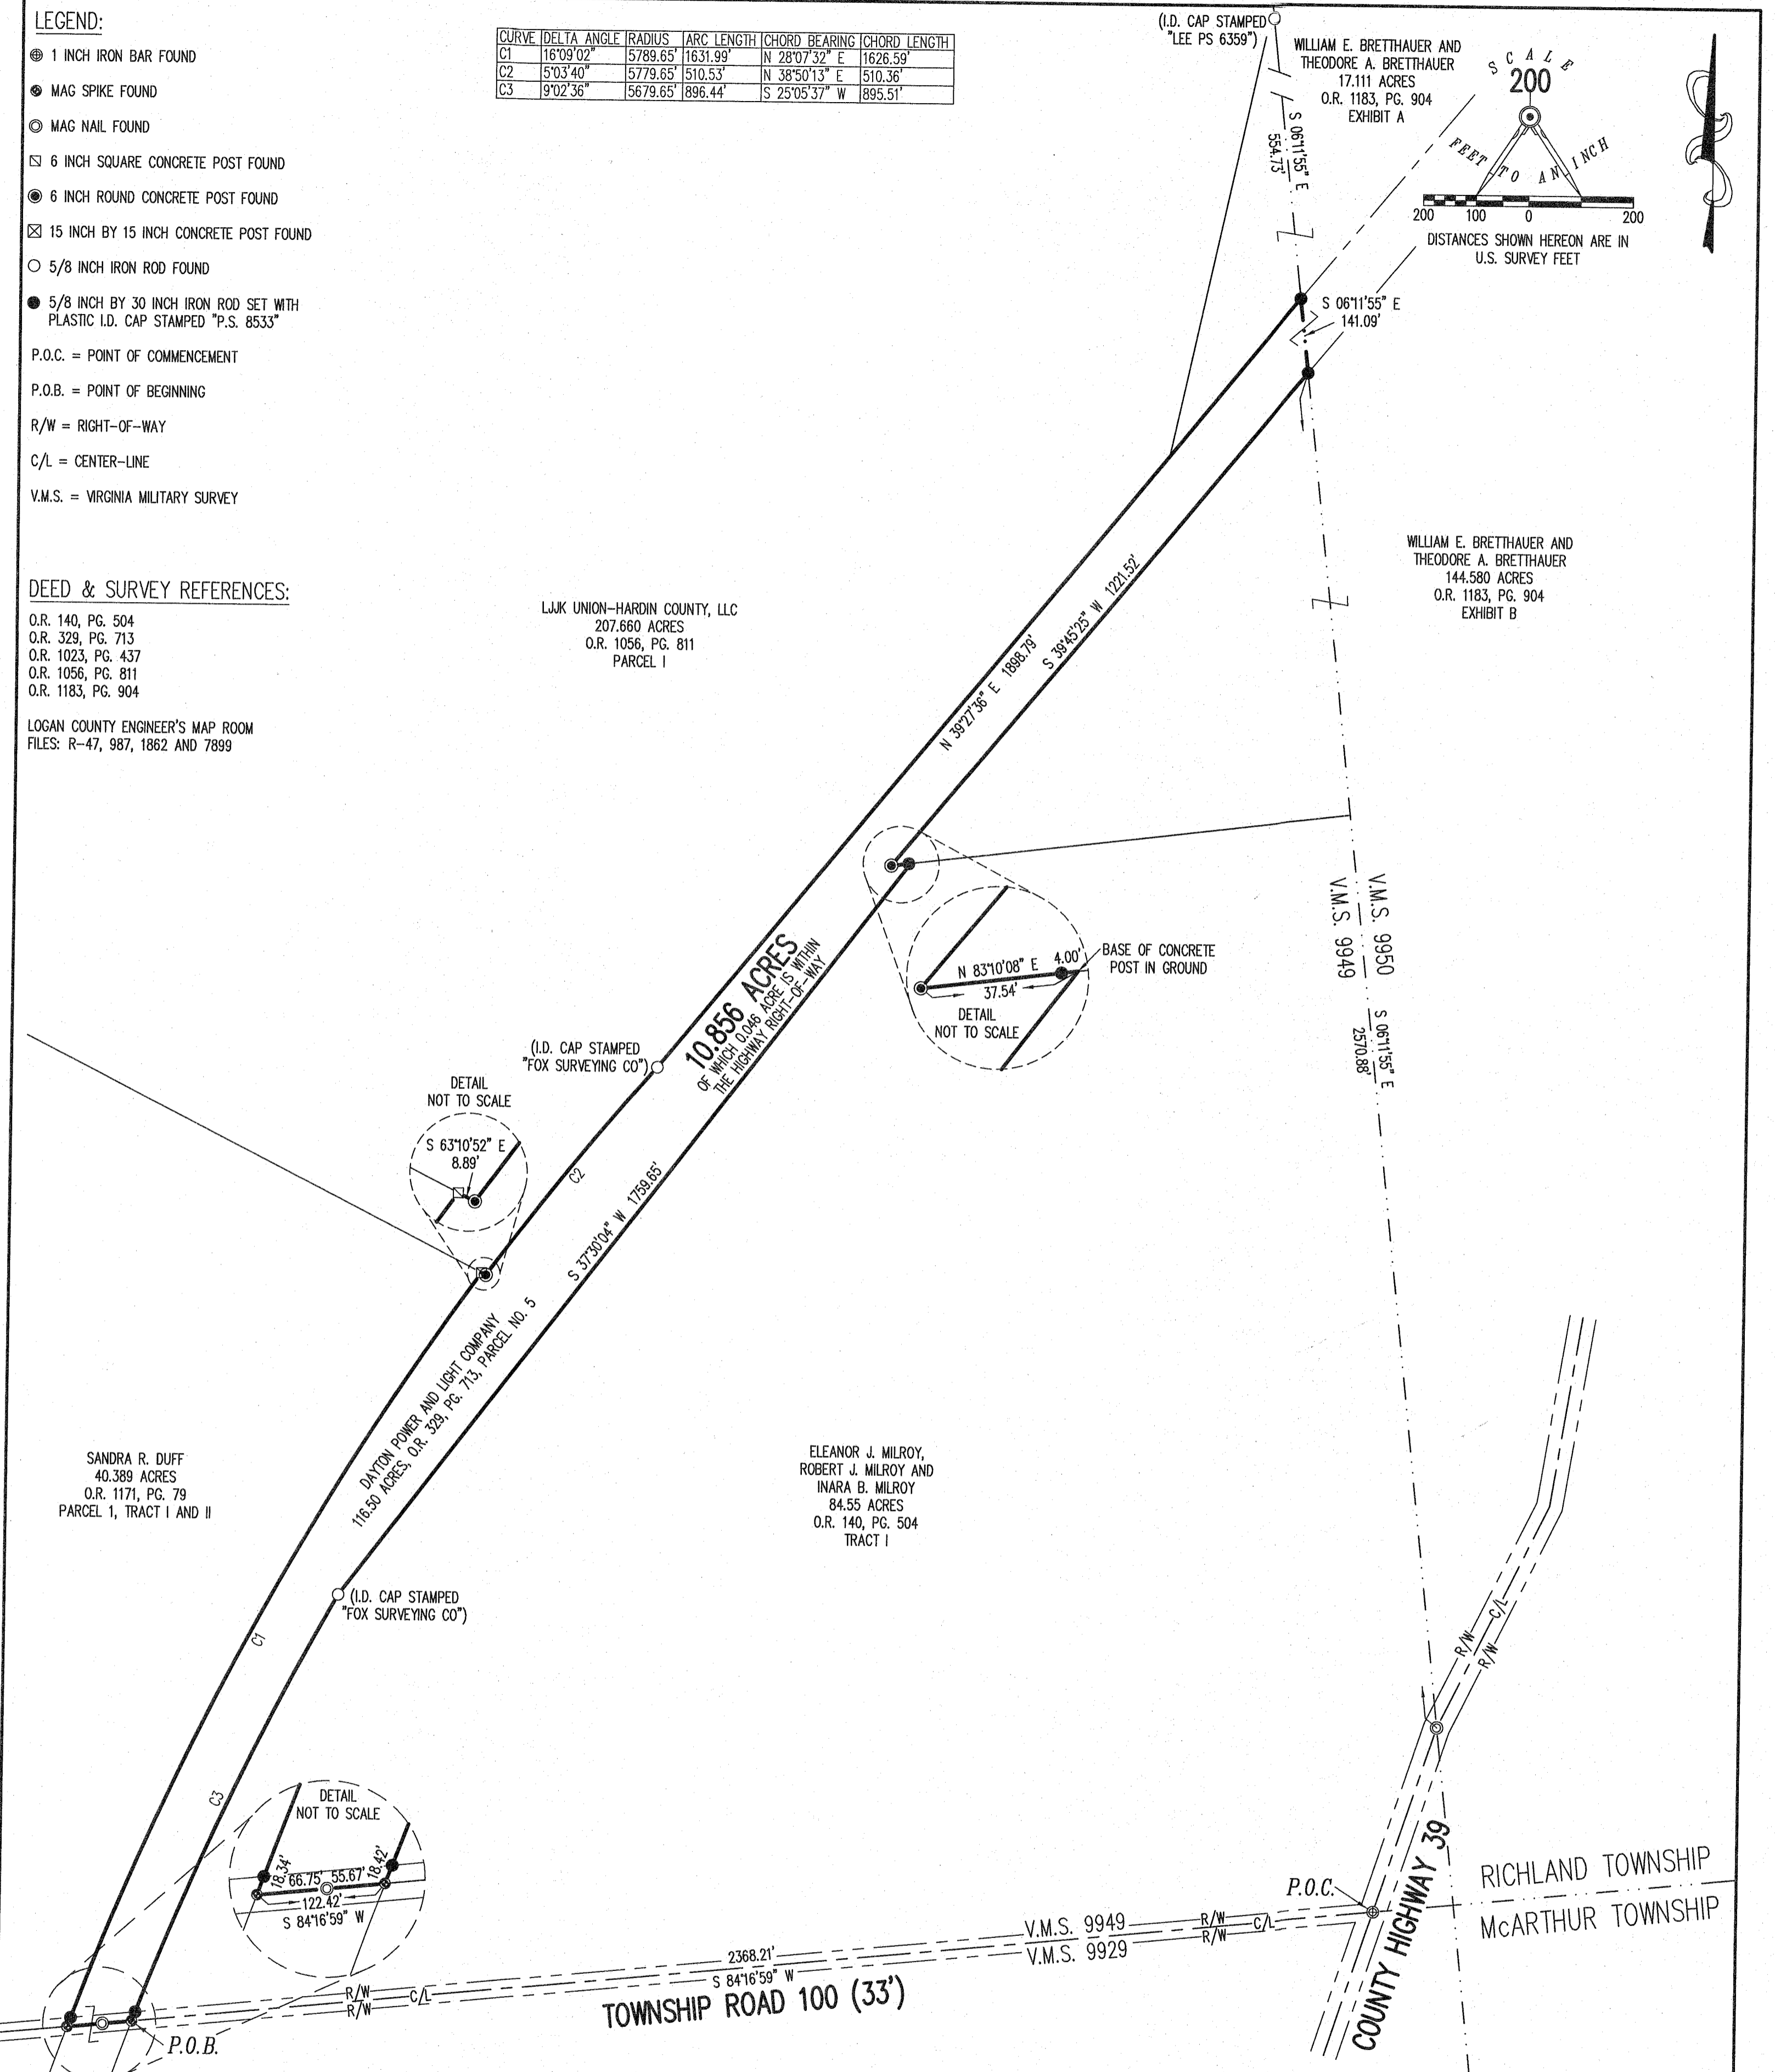 LEGEND:
1 INCH IRON BAR FOUND
MAG SPIKE FOUND
MAG NAIL FOUND
6 INCH SQUARE CONCRETE POST FOUND
6 INCH ROUND CONCRETE POST FOUND
15 INCH BY 15 INCH CONCRETE POST FOUND
5/8 INCH IRON ROD FOUND
5/8 INCH BY 30 INCH IRON ROD SET WITH
PLASTIC I.D. CAP STAMPED "P.S. 8533"
P.O.C. = POINT OF COMMENCEMENT
P.O.B. = POINT OF BEGINNING
R/W = RIGHT-OF-WAY
C/L = CENTER-LINE
V.M.S. = VIRGINIA MILITARY SURVEY
DEED & SURVEY REFERENCES:
O.R. 140, PG. 504
O.R. 329, PG. 713
O.R. 1023, PG. 437
O.R. 1056, PG. 811
O.R. 1183, PG. 904
LOGAN COUNTY ENGINEER'S MAP ROOM
FILES: R-47, 987, 1862 AND 7899
CURVE DELTA ANGLE RADIUS ARC LENGTH CHORD BEARING CHORD LENGTH
C1 16°09'02" 5789.65' 1631.99' N 28°07'32" E 1626.59'
C2 5°03'40" 5779.65' 510.53' N 38°50'13" E 510.36'
C3 9°02'36" 5679.65' 896.44' S 25°05'37" W 895.51'
(I.D. CAP STAMPED
"LEE PS 6359")
WILLIAM E. BRETTHAUER AND
THEODORE A. BRETTHAUER
17.111 ACRES
O.R. 1183, PG. 904
EXHIBIT A
SCALE
200
FEET TO AN INCH
200 100 0 200
DISTANCES SHOWN HEREON ARE IN
U.S. SURVEY FEET
S 06°11'55" E
554.73'
S 06°11'55" E
141.09'
WILLIAM E. BRETTHAUER AND
THEODORE A. BRETTHAUER
144.580 ACRES
O.R. 1183, PG. 904
EXHIBIT B
LJJK UNION-HARDIN COUNTY, LLC
207.660 ACRES
O.R. 1056, PG. 811
PARCEL I
N 39°27'36" E 1898.79'
S 39°45'25" W 1221.52'
V.M.S. 9950
V.M.S. 9949
S 06°11'55" E
2570.88'
10.856 ACRES
OF WHICH 0.046 ACRE IS WITHIN
THE HIGHWAY RIGHT-OF-WAY
N 83°10'08" E 4.00'
37.54'
DETAIL
NOT TO SCALE
BASE OF CONCRETE
POST IN GROUND
(I.D. CAP STAMPED
"FOX SURVEYING CO")
DETAIL
NOT TO SCALE
S 63°10'52" E
8.89'
C2
S 37°30'04" W 1759.65'
DAYTON POWER AND LIGHT COMPANY
116.50 ACRES, O.R. 329, PG. 713, PARCEL NO. 5
SANDRA R. DUFF
40.389 ACRES
O.R. 1171, PG. 79
PARCEL 1, TRACT I AND II
ELEANOR J. MILROY,
ROBERT J. MILROY AND
INARA B. MILROY
84.55 ACRES
O.R. 140, PG. 504
TRACT I
(I.D. CAP STAMPED
"FOX SURVEYING CO")
C1
C3
DETAIL
NOT TO SCALE
18.34' 66.75' 55.67' 18.42'
122.42'
S 84°16'59" W
R/W
C/L
R/W
P.O.C.
COUNTY HIGHWAY 39
RICHLAND TOWNSHIP
McARTHUR TOWNSHIP
V.M.S. 9949
V.M.S. 9929
R/W
C/L
R/W
2368.21'
S 84°16'59" W
TOWNSHIP ROAD 100 (33')
R/W
C/L
R/W
P.O.B.